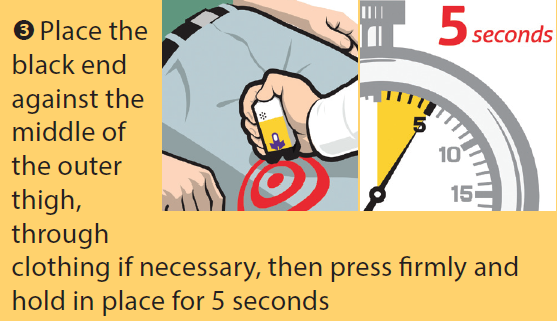 ❸ Place the
black end
against the
middle of
the outer
thigh,
through
clothing if necessary, then press firmly and
hold in place for 5 seconds
5 seconds
5
10
15